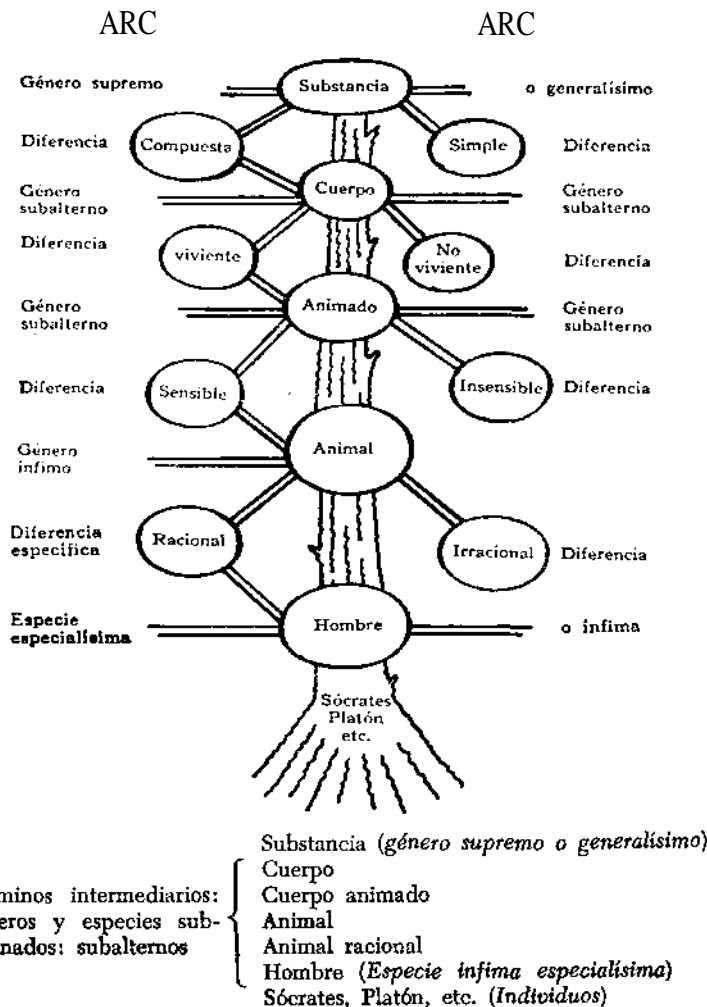 ARC ARC
Género supremo Substancia o generalísimo
Diferencia Compuesta Simple Diferencia
Género subalterno Cuerpo Género subalterno
Diferencia viviente No viviente Diferencia
Género subalterno Animado Género subalterno
Diferencia Sensible Insensible Diferencia
Género ínfimo Animal
Diferencia específica Racional Irracional Diferencia
Especie especialísima Hombre o ínfima
Sócrates
Platón
etc.
Substancia (género supremo o generalísimo)
Cuerpo
minos intermediarios: Cuerpo animado
eros y especies sub- Animal
nados: subalternos Animal racional
Hombre (Especie ínfima especialísima)
Sócrates, Platón, etc. (Individuos)